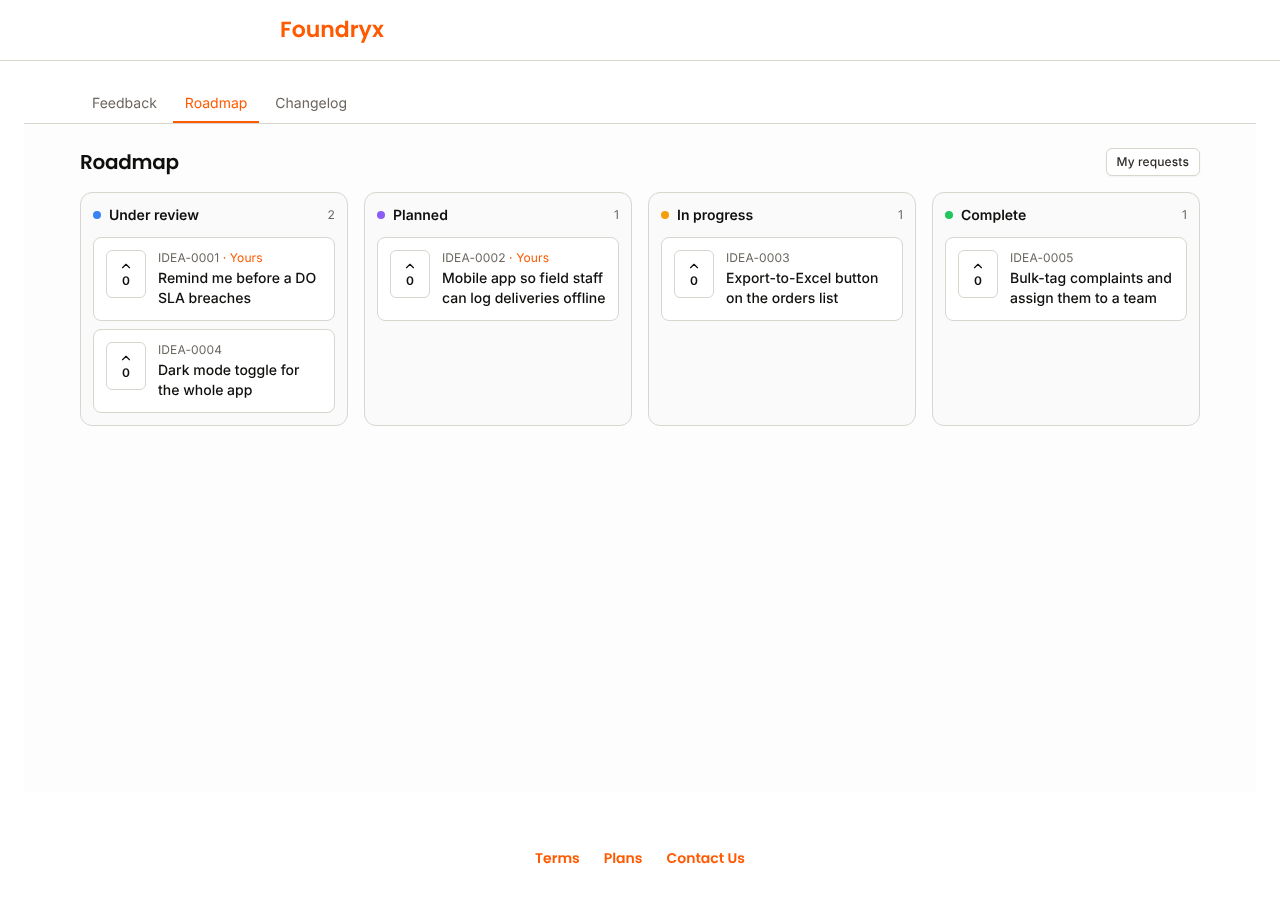 Foundryx
Feedback
Roadmap
Changelog
Roadmap
My requests
Under review
2
IDEA-0001 · Yours
0
Remind me before a DO
SLA breaches
IDEA-0004
0
Dark mode toggle for
the whole app
Planned
1
IDEA-0002 · Yours
0
Mobile app so field staff
can log deliveries offline
In progress
1
IDEA-0003
0
Export-to-Excel button
on the orders list
Complete
1
IDEA-0005
0
Bulk-tag complaints and
assign them to a team
Terms
Plans
Contact Us